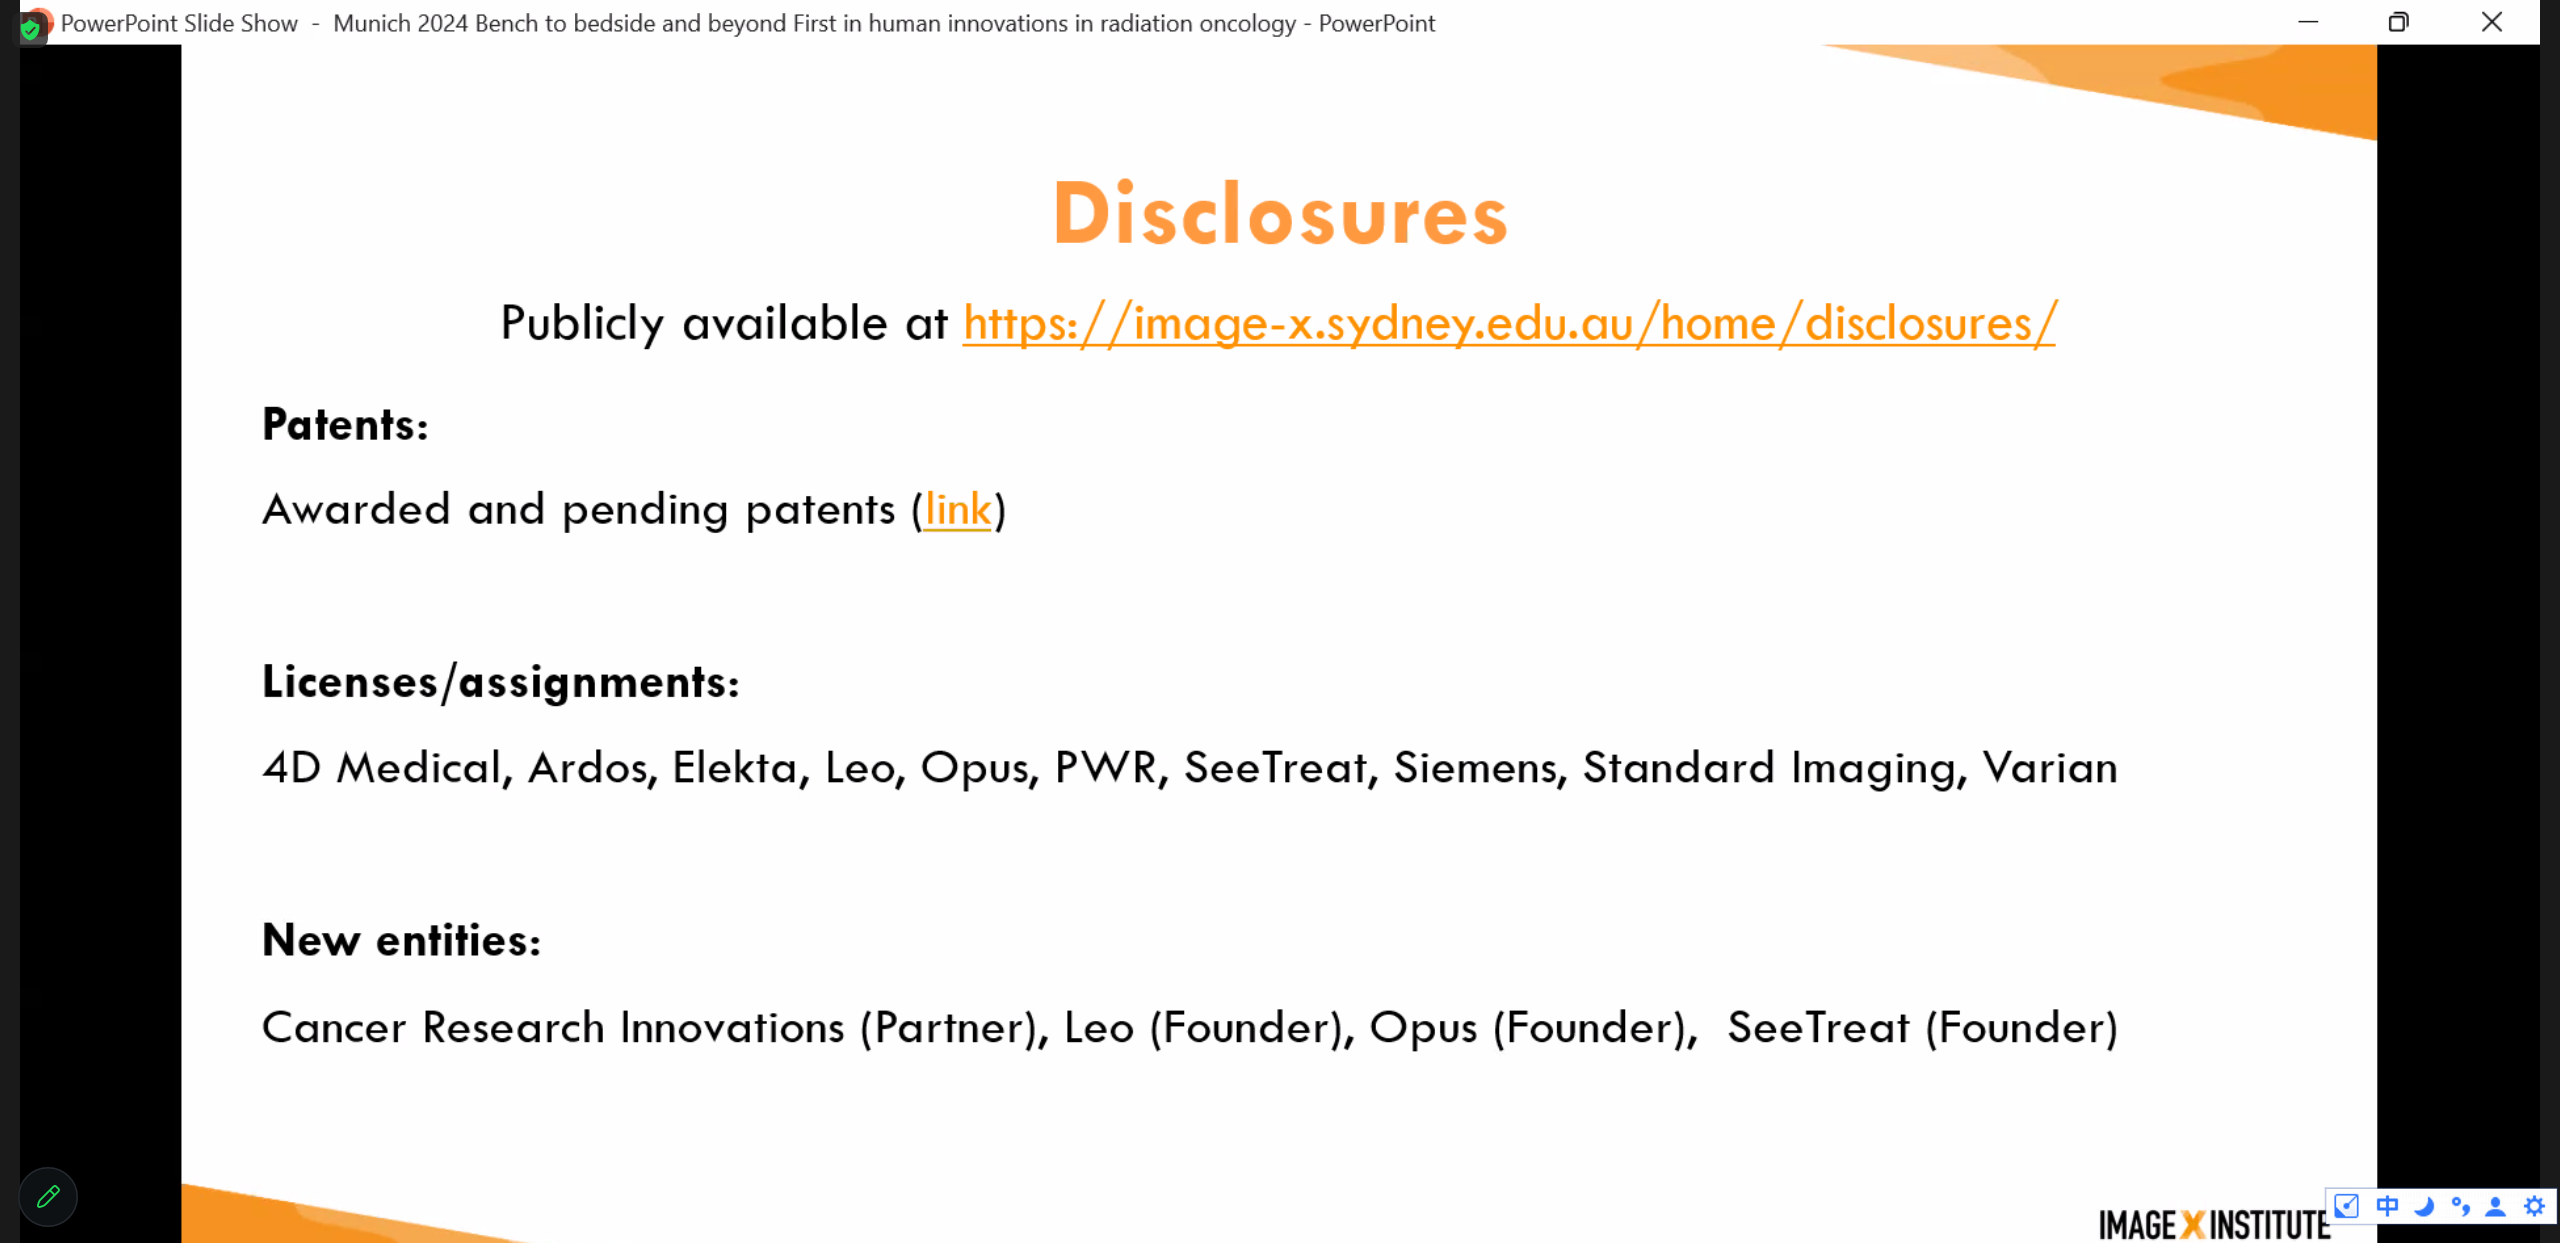 PowerPoint Slide Show - Munich 2024 Bench to bedside and beyond First in human innovations in radiation oncology - PowerPoint
Disclosures
Publicly available at https://image-x.sydney.edu.au/home/disclosures/
Patents:
Awarded and pending patents (link)
Licenses/assignments:
4D Medical, Ardos, Elekta, Leo, Opus, PWR, SeeTreat, Siemens, Standard Imaging, Varian
New entities:
Cancer Research Innovations (Partner), Leo (Founder), Opus (Founder),  SeeTreat (Founder)
IMAGE X INSTITUTE
中